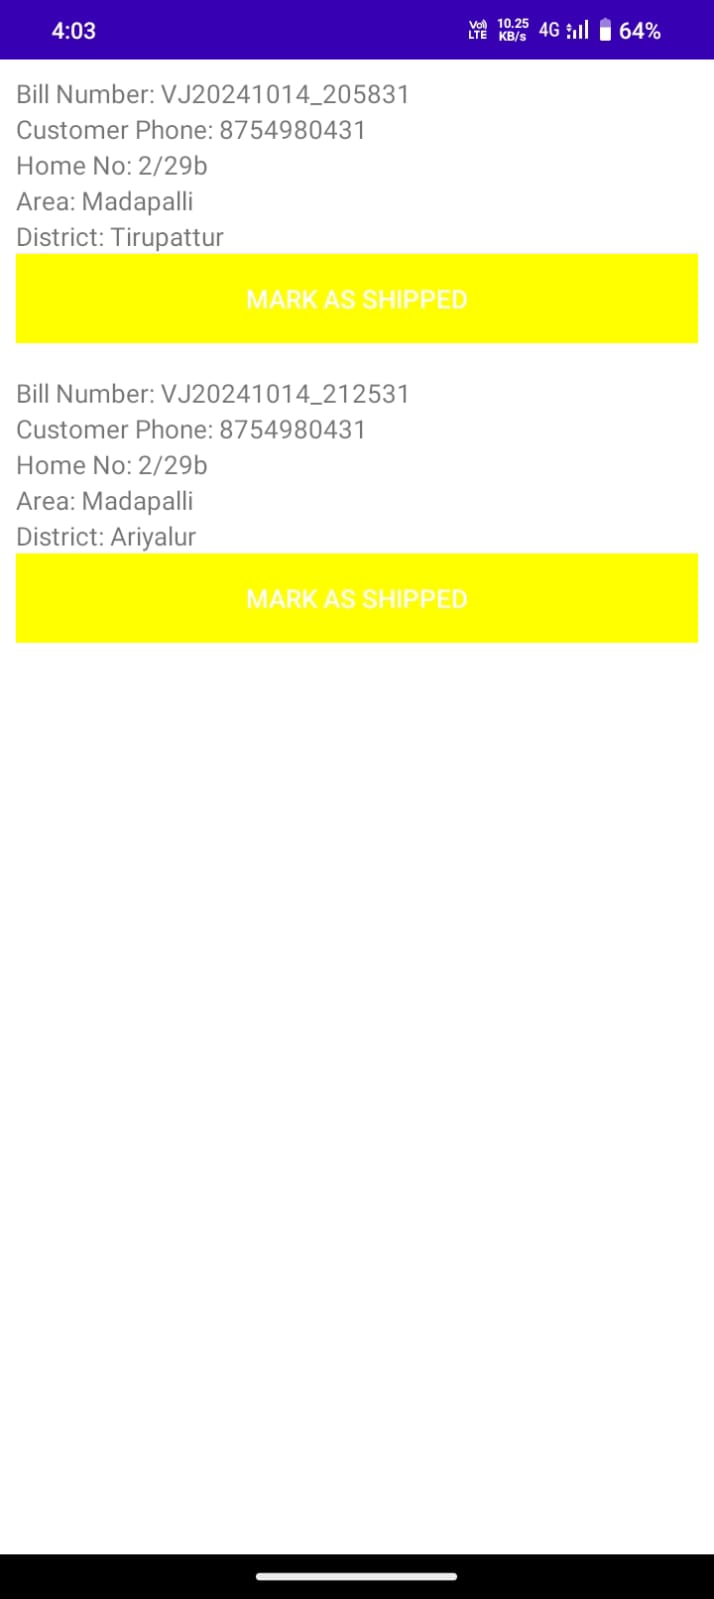 4:03
Vo) LTE 10.25 KB/s 4G 64%
Bill Number: VJ20241014_205831
Customer Phone: 8754980431
Home No: 2/29b
Area: Madapalli
District: Tirupattur
MARK AS SHIPPED
Bill Number: VJ20241014_212531
Customer Phone: 8754980431
Home No: 2/29b
Area: Madapalli
District: Ariyalur
MARK AS SHIPPED